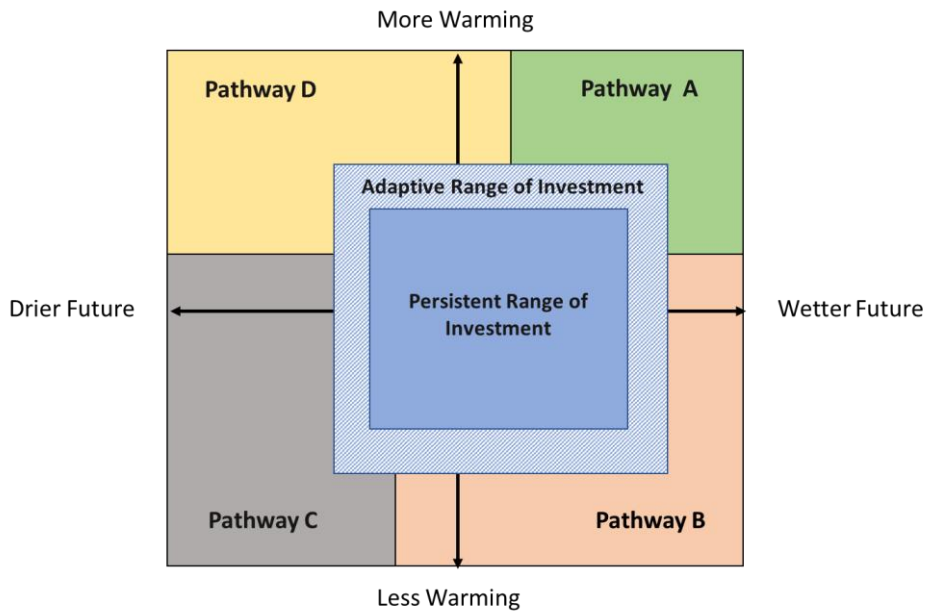 More Warming
Pathway D
Pathway A
Adaptive Range of Investment
Drier Future
Persistent Range of
Investment
Wetter Future
Pathway C
Pathway B
Less Warming